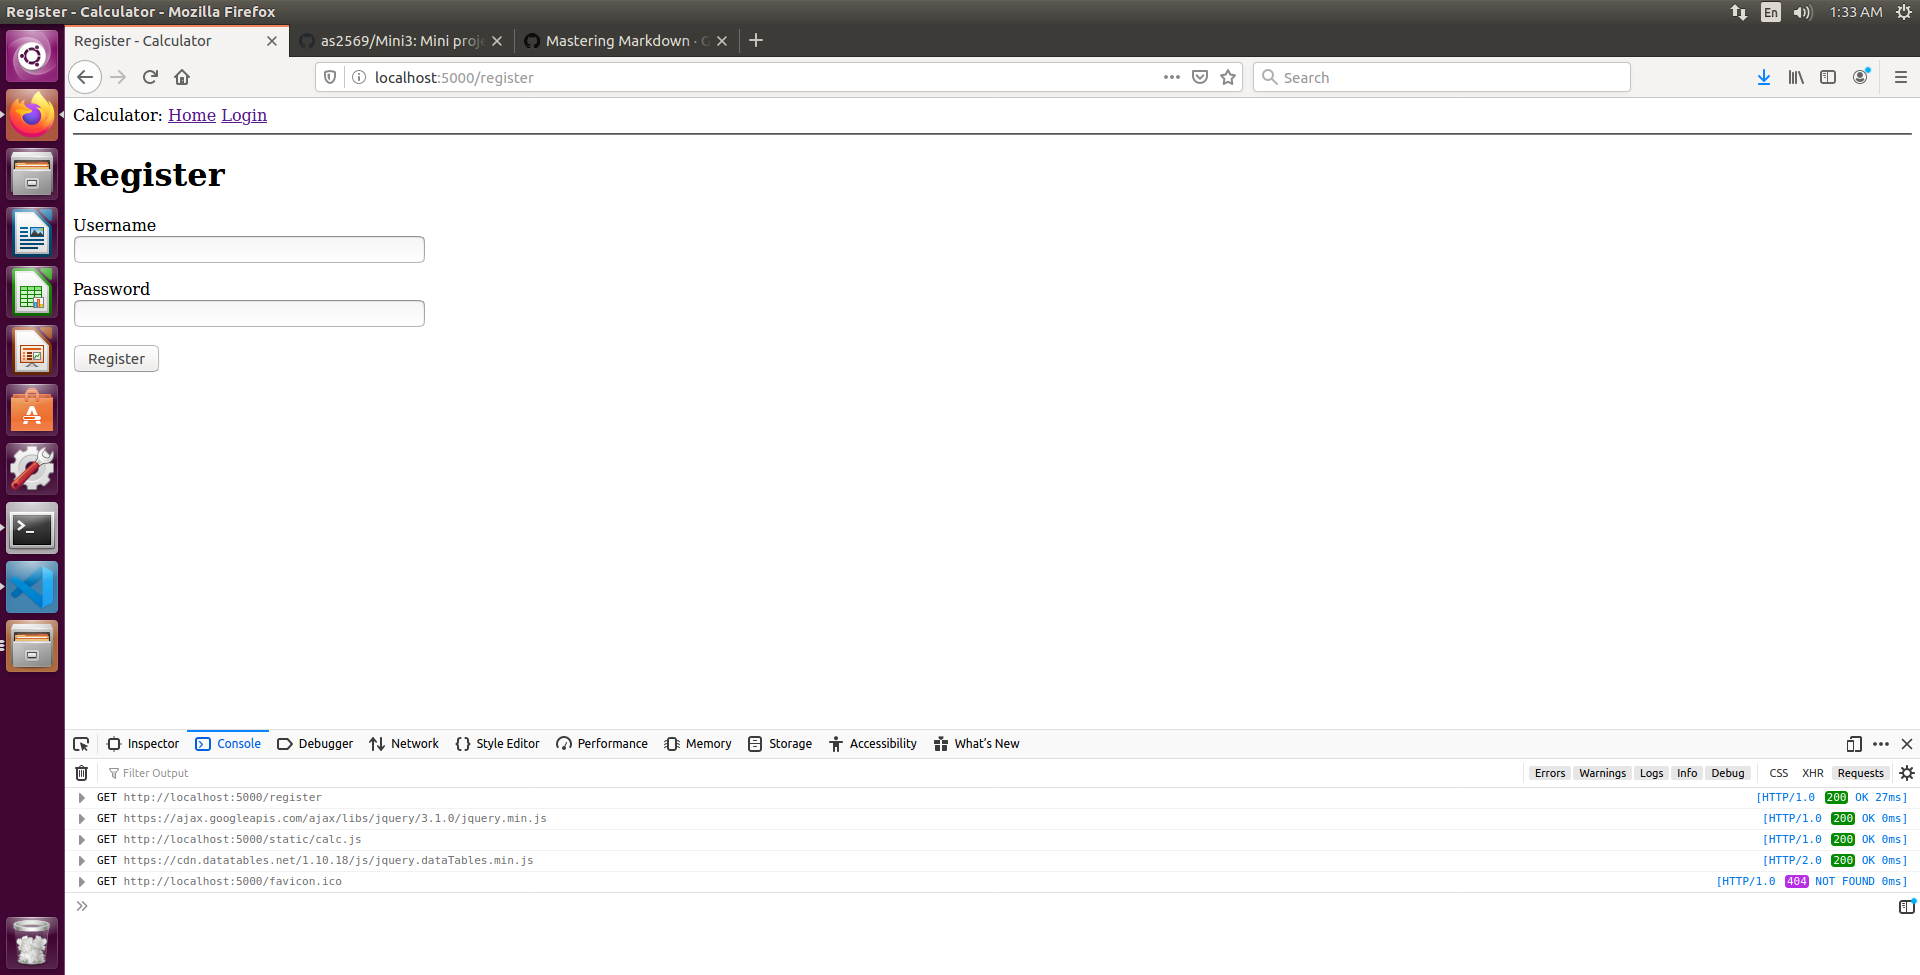 Register - Calculator - Mozilla Firefox
En
1:33 AM
Register - Calculator
as2569/Mini3: Mini proj
Mastering Markdown ·
localhost:5000/register
Search
Calculator: Home Login
Register
Username
Password
Register
Inspector Console Debugger Network Style Editor Performance Memory Storage Accessibility What's New
Filter Output
Errors Warnings Logs Info Debug CSS XHR Requests
GET http://localhost:5000/register [HTTP/1.0 200 OK 27ms]
GET https://ajax.googleapis.com/ajax/libs/jquery/3.1.0/jquery.min.js [HTTP/1.0 200 OK 0ms]
GET http://localhost:5000/static/calc.js [HTTP/1.0 200 OK 0ms]
GET https://cdn.datatables.net/1.10.18/js/jquery.dataTables.min.js [HTTP/2.0 200 OK 0ms]
GET http://localhost:5000/favicon.ico [HTTP/1.0 404 NOT FOUND 0ms]